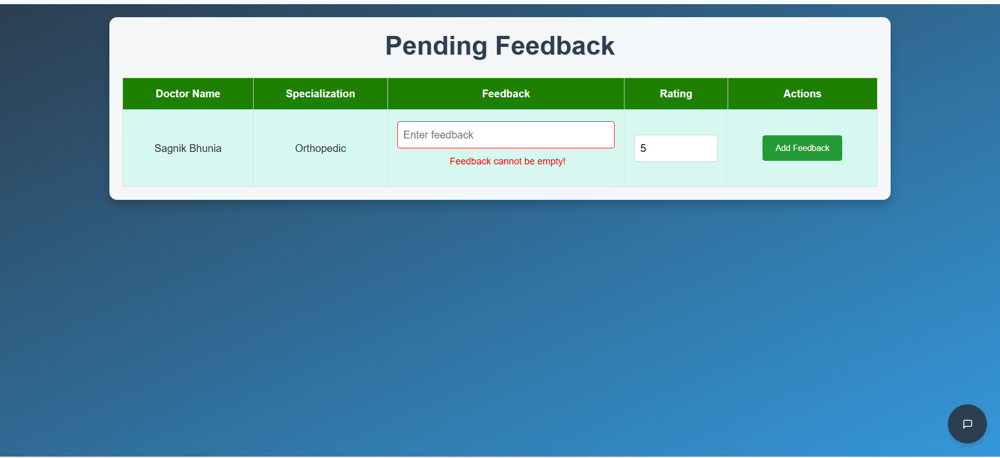 Pending Feedback
Doctor Name Specialization Feedback Rating Actions
Sagnik Bhunia Orthopedic Enter feedback 5 Add Feedback
Feedback cannot be empty!